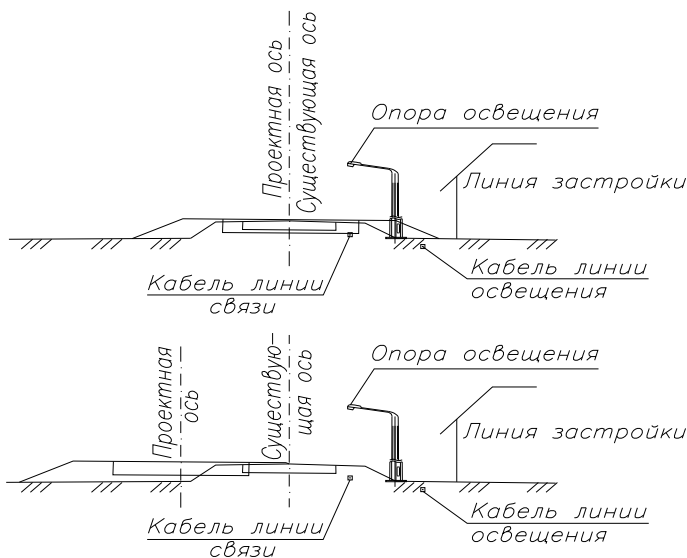 Проектная ось
Существующая ось
Опора освещения
Линия застройки
Кабель линии
связи
Кабель линии
освещения
Проектная
ось
Существую-
щая ось
Опора освещения
Линия застройки
Кабель линии
связи
Кабель линии
освещения